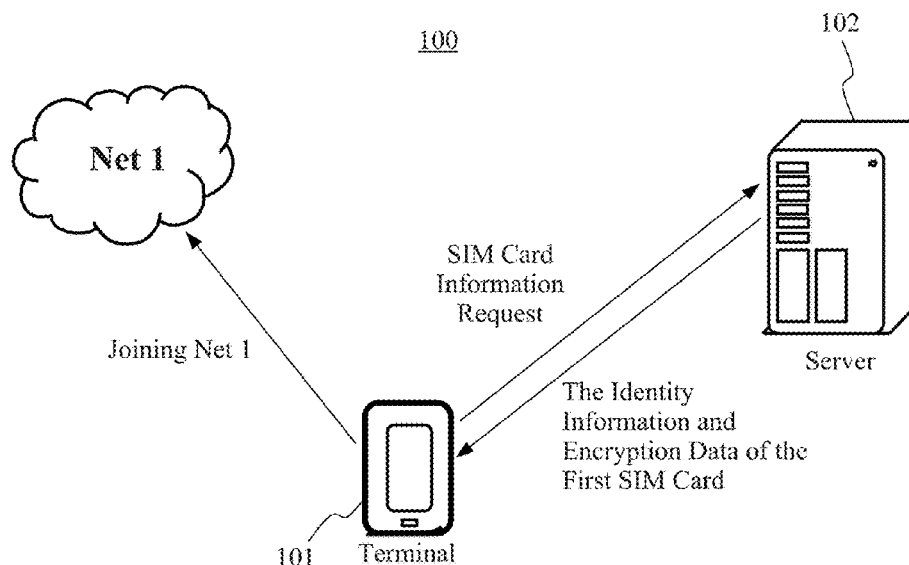 100
102
Net 1
SIM Card
Information
Request
Joining Net 1
Server
The Identity
Information and
Encryption Data of the
First SIM Card
101
Terminal